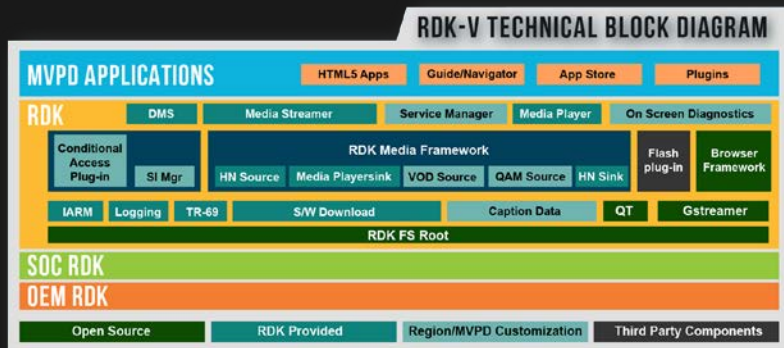 RDK-V TECHNICAL BLOCK DIAGRAM
MVPD APPLICATIONS
HTML5 Apps
Guide/Navigator
App Store
Plugins
RDK
DMS
Media Streamer
Service Manager
Media Player
On Screen Diagnostics
Conditional
Access
Plug-in
SI Mgr
RDK Media Framework
HN Source
Media Playersink
VOD Source
QAM Source
HN Sink
Flash
plug-in
Browser
Framework
IARM
Logging
TR-69
S/W Download
Caption Data
QT
Gstreamer
RDK FS Root
SOC RDK
OEM RDK
Open Source
RDK Provided
Region/MVPD Customization
Third Party Components